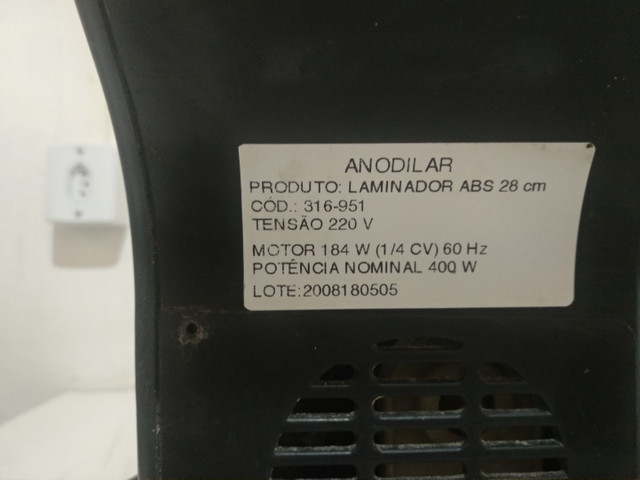 ANODILAR
PRODUTO: LAMINADOR ABS 28 cm
CÓD.: 316-951
TENSÃO 220 V
MOTOR 184 W (1/4 CV) 60 Hz
POTÊNCIA NOMINAL 400 W
LOTE:2008180505